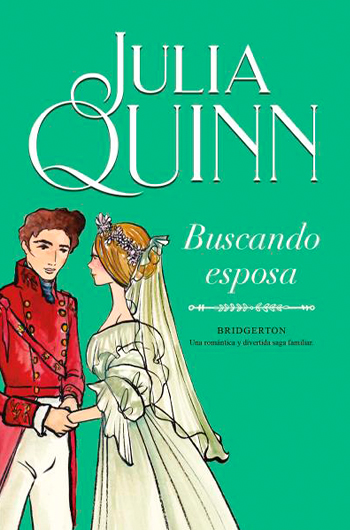 JULIA
QUINN
Buscando
esposa
BRIDGERTON
Una romántica y divertida saga familiar.